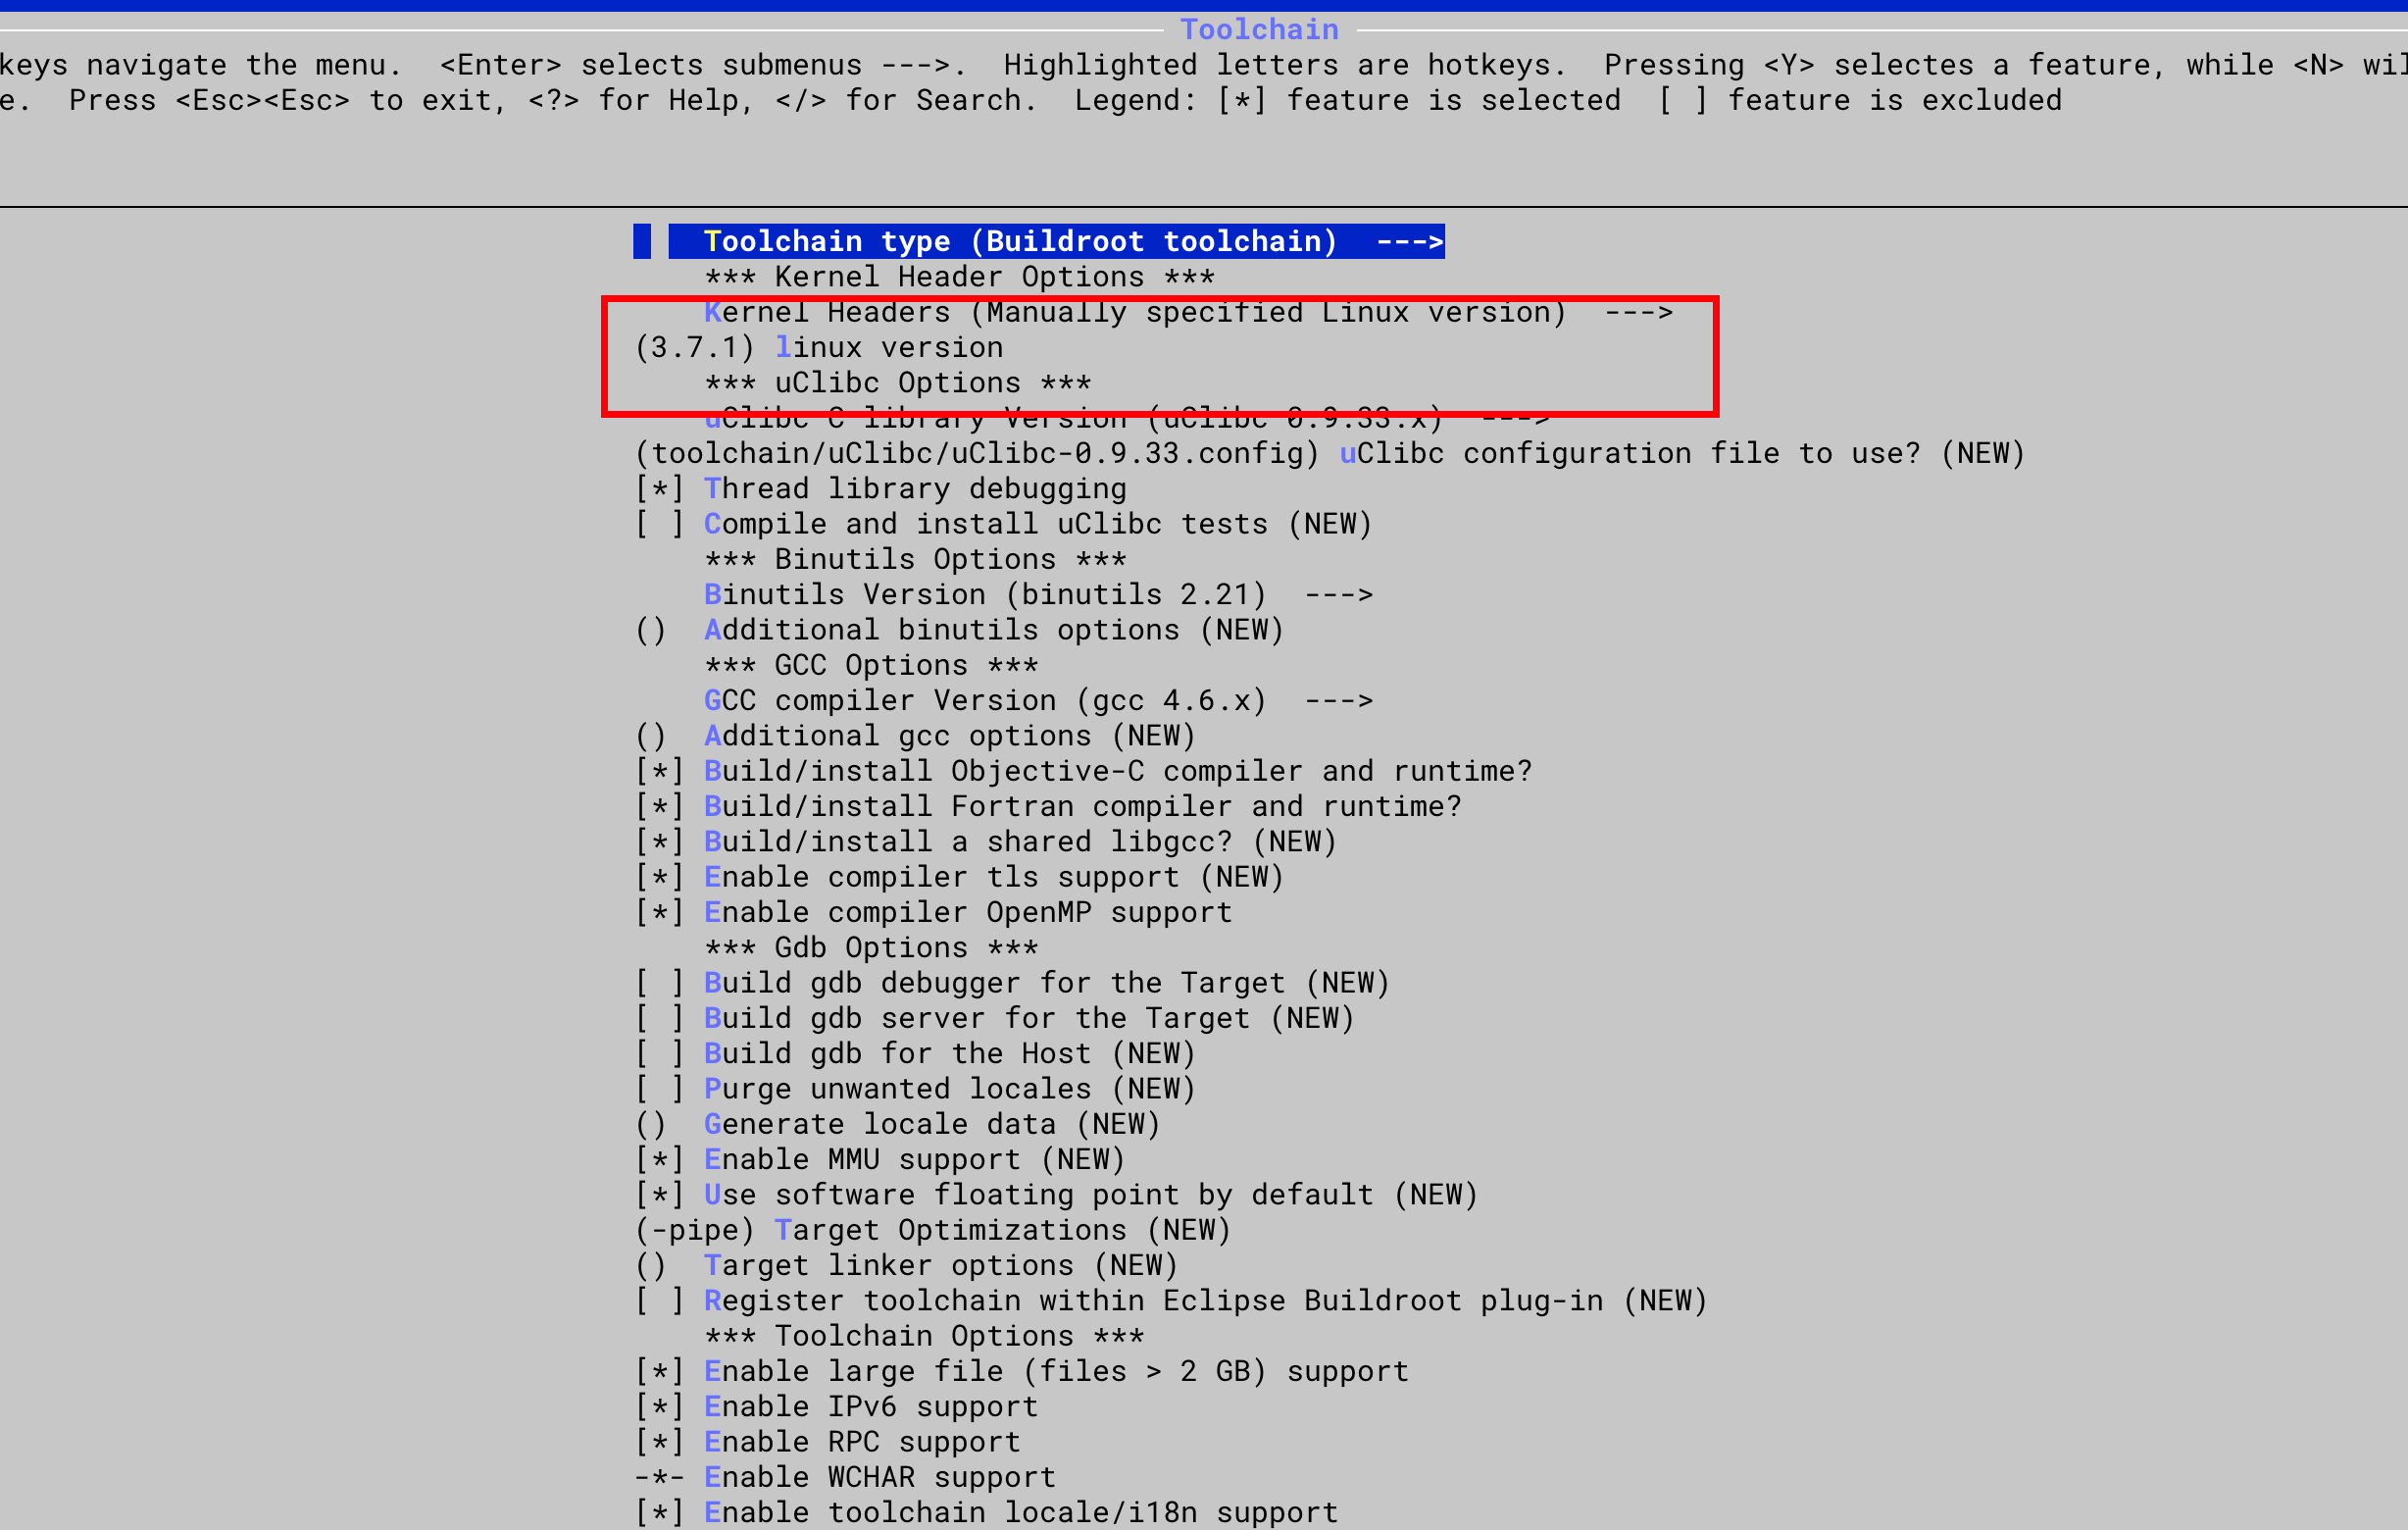 Toolchain
keys navigate the menu.  <Enter> selects submenus --->.  Highlighted letters are hotkeys.  Pressing <Y> selectes a feature, while <N> wil
e.  Press <Esc><Esc> to exit, <?> for Help, </> for Search.  Legend: [*] feature is selected  [ ] feature is excluded
Toolchain type (Buildroot toolchain)  --->
*** Kernel Header Options ***
Kernel Headers (Manually specified Linux version)  --->
(3.7.1) linux version
*** uClibc Options ***
uClibc C library Version (uClibc 0.9.33.x)  --->
(toolchain/uClibc/uClibc-0.9.33.config) uClibc configuration file to use? (NEW)
[*] Thread library debugging
[ ] Compile and install uClibc tests (NEW)
*** Binutils Options ***
Binutils Version (binutils 2.21)  --->
()  Additional binutils options (NEW)
*** GCC Options ***
GCC compiler Version (gcc 4.6.x)  --->
()  Additional gcc options (NEW)
[*] Build/install Objective-C compiler and runtime?
[*] Build/install Fortran compiler and runtime?
[*] Build/install a shared libgcc? (NEW)
[*] Enable compiler tls support (NEW)
[*] Enable compiler OpenMP support
*** Gdb Options ***
[ ] Build gdb debugger for the Target (NEW)
[ ] Build gdb server for the Target (NEW)
[ ] Build gdb for the Host (NEW)
[ ] Purge unwanted locales (NEW)
()  Generate locale data (NEW)
[*] Enable MMU support (NEW)
[*] Use software floating point by default (NEW)
(-pipe) Target Optimizations (NEW)
()  Target linker options (NEW)
[ ] Register toolchain within Eclipse Buildroot plug-in (NEW)
*** Toolchain Options ***
[*] Enable large file (files > 2 GB) support
[*] Enable IPv6 support
[*] Enable RPC support
-*- Enable WCHAR support
[*] Enable toolchain locale/i18n support